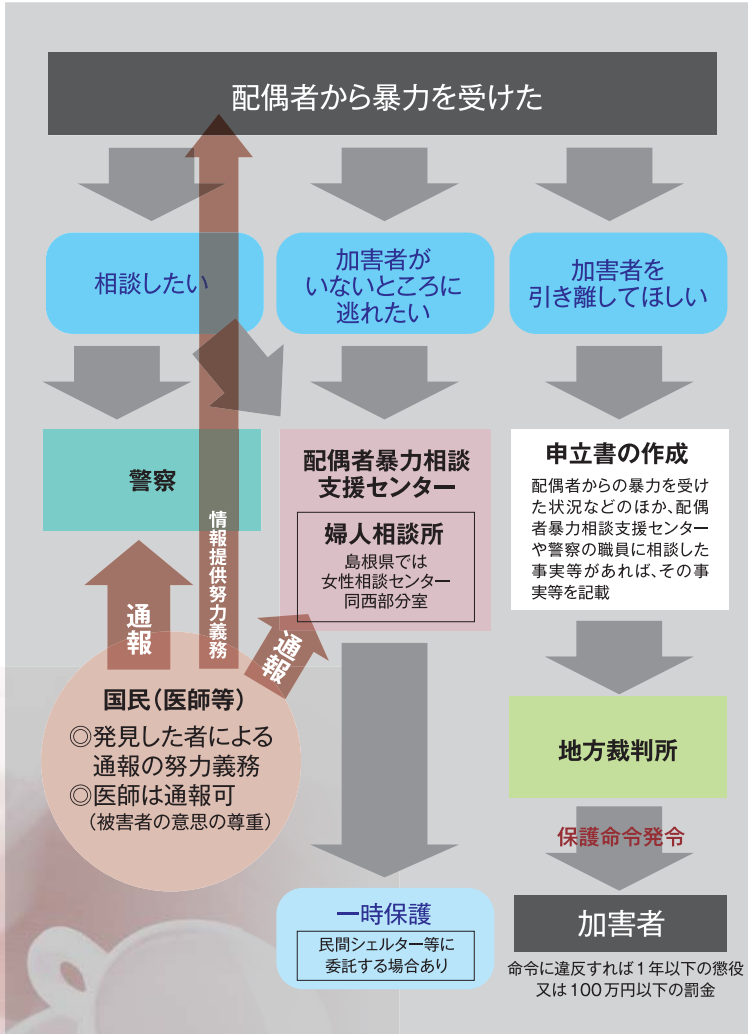 配偶者から暴力を受けた
相談したい
加害者が
いないところに
逃れたい
加害者を
引き離してほしい
警察
配偶者暴力相談
支援センター
婦人相談所
島根県では
女性相談センター
同西部分室
申立書の作成
配偶者からの暴力を受け
た状況などのほか、配偶
者暴力相談支援センター
や警察の職員に相談した
事実等があれば、その事
実等を記載
情報提供努力義務
通報
通報
国民（医師等）
◎発見した者による
通報の努力義務
◎医師は通報可
（被害者の意思の尊重）
地方裁判所
保護命令発令
一時保護
民間シェルター等に
委託する場合あり
加害者
命令に違反すれば1年以下の懲役
又は100万円以下の罰金